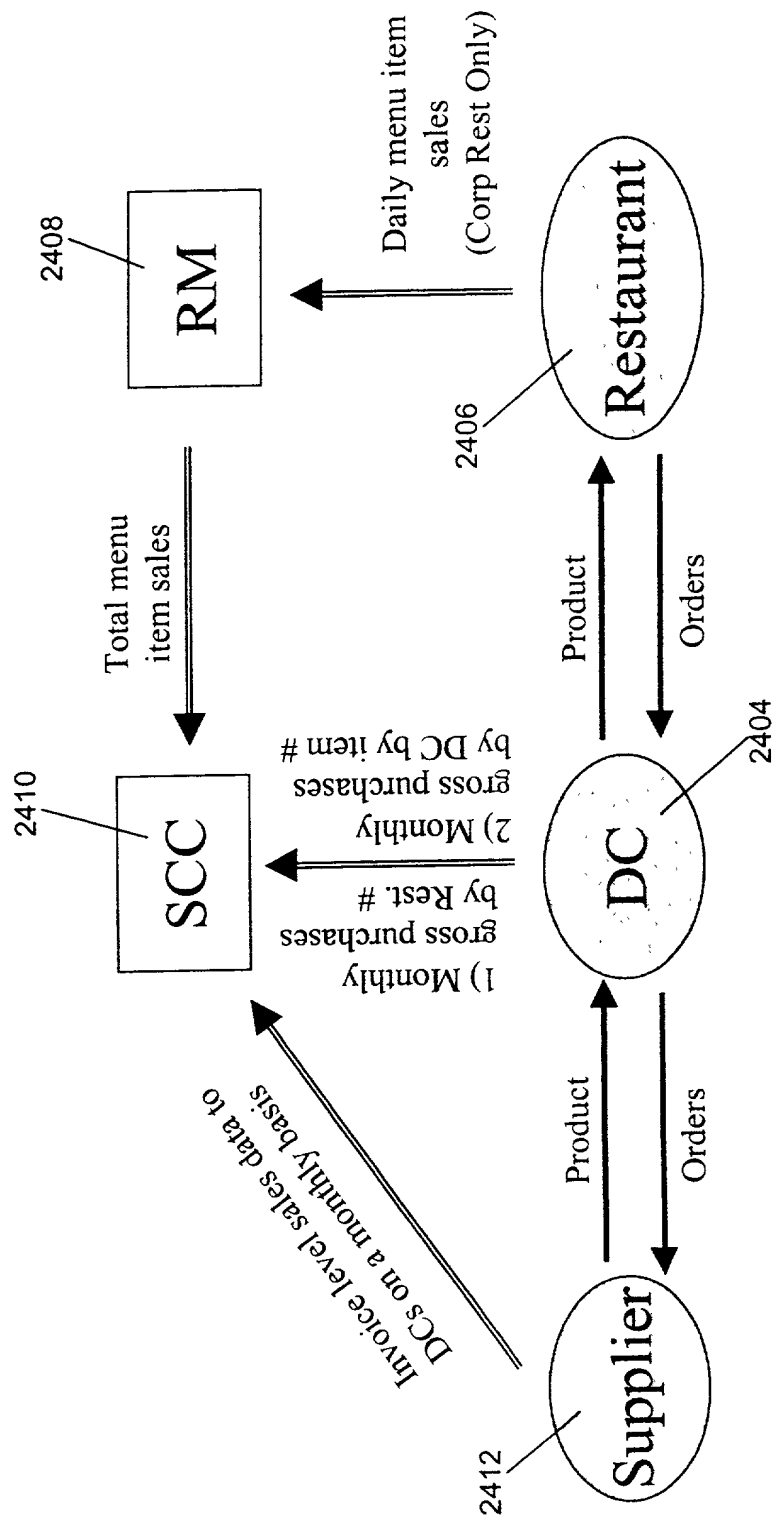 2410
SCC
Total menu
item sales
2408
RM
Invoice level sales data to
DCs on a monthly basis
1) Monthly
gross purchases
by Rest. #
2) Monthly
gross purchases
by DC by item #
Daily menu item
sales
(Corp Rest Only)
2412
Supplier
Product
Orders
DC
2404
Product
Orders
2406
Restaurant